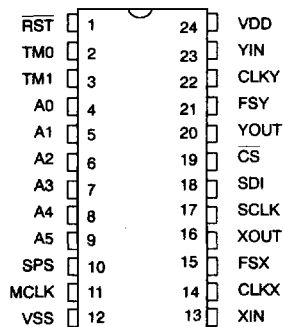 R̅S̅T̅ 1 24 VDD
TM0 2 23 YIN
TM1 3 22 CLKY
A0 4 21 FSY
A1 5 20 YOUT
A2 6 19 C̅S̅
A3 7 18 SDI
A4 8 17 SCLK
A5 9 16 XOUT
SPS 10 15 FSX
MCLK 11 14 CLKX
VSS 12 13 XIN